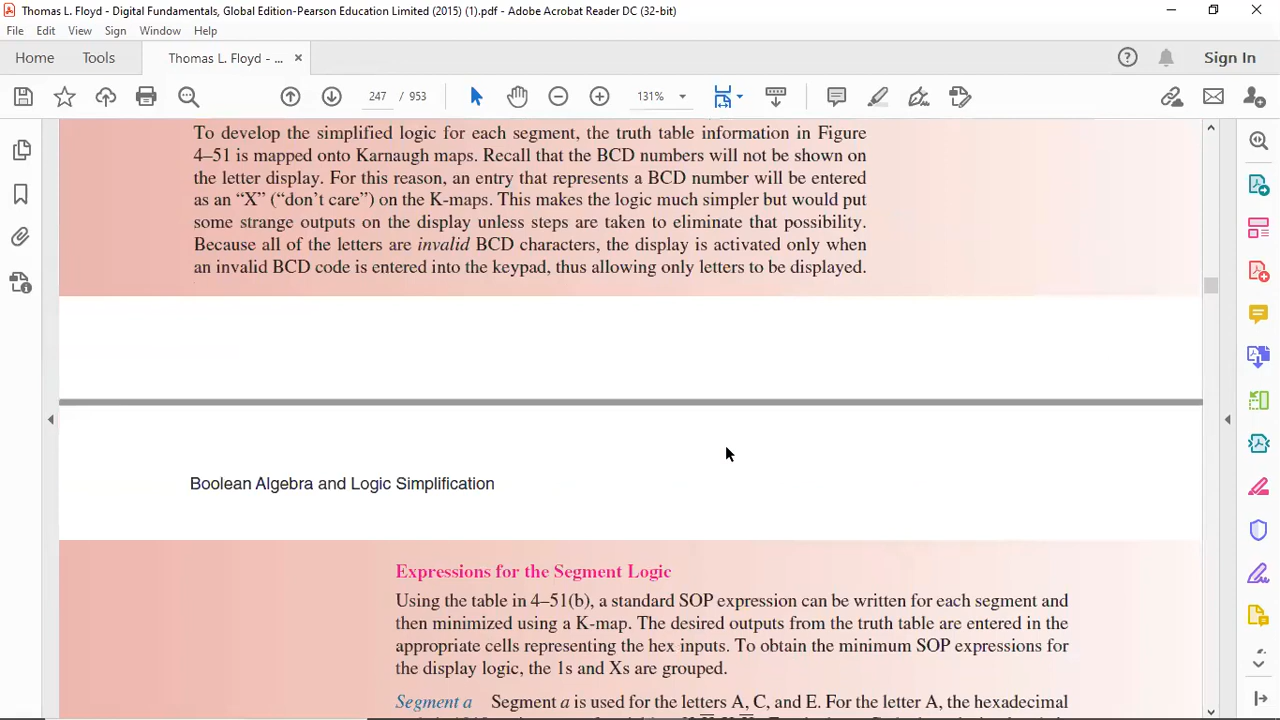 Thomas L. Floyd - Digital Fundamentals, Global Edition-Pearson Education Limited (2015) (1).pdf - Adobe Acrobat Reader DC (32-bit)
File Edit View Sign Window Help
Home Tools Thomas L. Floyd - ... Sign In
247 / 953 131%
To develop the simplified logic for each segment, the truth table information in Figure
4–51 is mapped onto Karnaugh maps. Recall that the BCD numbers will not be shown on
the letter display. For this reason, an entry that represents a BCD number will be entered
as an “X” (“don’t care”) on the K-maps. This makes the logic much simpler but would put
some strange outputs on the display unless steps are taken to eliminate that possibility.
Because all of the letters are invalid BCD characters, the display is activated only when
an invalid BCD code is entered into the keypad, thus allowing only letters to be displayed.
Boolean Algebra and Logic Simplification
Expressions for the Segment Logic
Using the table in 4–51(b), a standard SOP expression can be written for each segment and
then minimized using a K-map. The desired outputs from the truth table are entered in the
appropriate cells representing the hex inputs. To obtain the minimum SOP expressions for
the display logic, the 1s and Xs are grouped.
Segment a Segment a is used for the letters A, C, and E. For the letter A, the hexadecimal